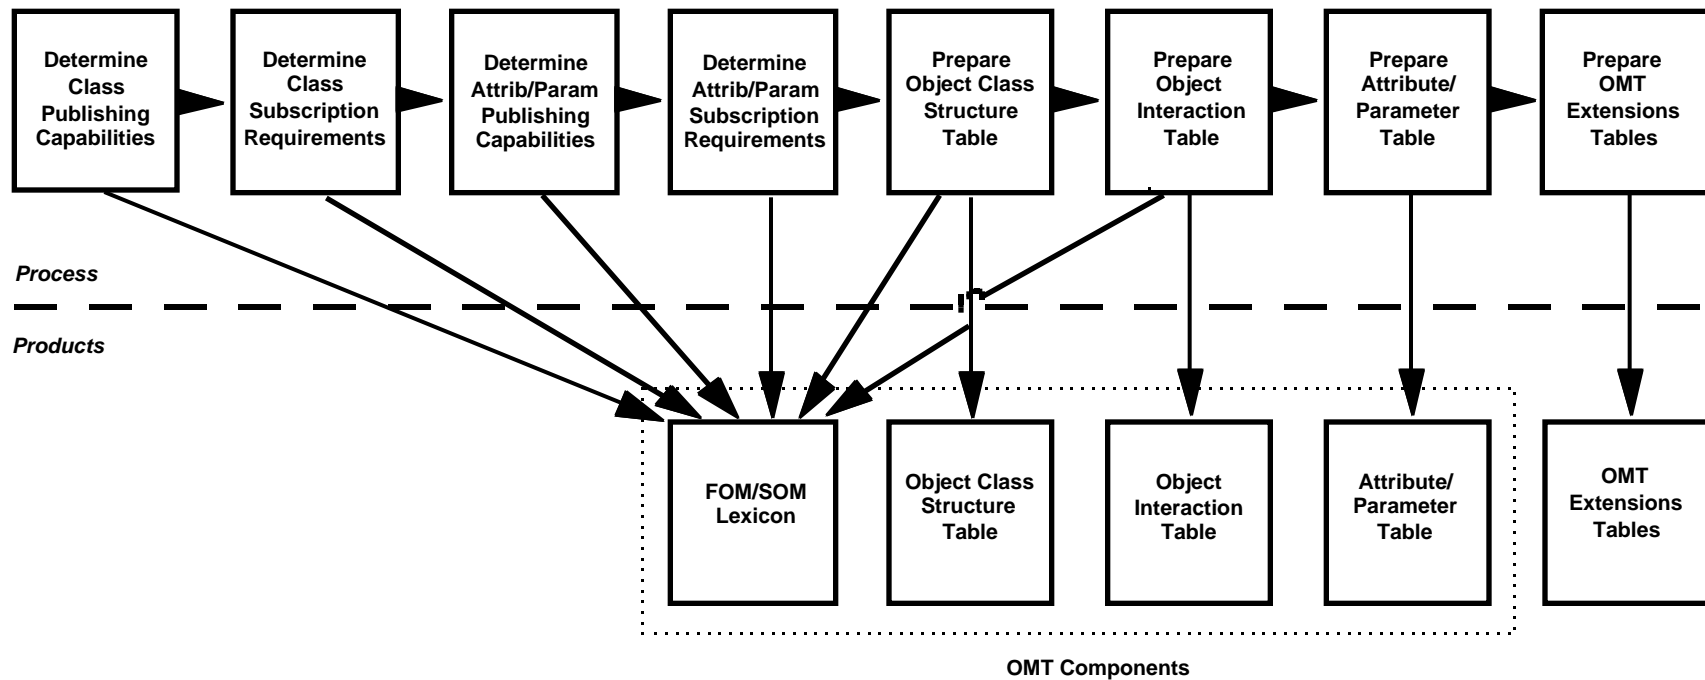 Determine
Class
Publishing
Capabilities
Determine
Class
Subscription
Requirements
Determine
Attrib/Param
Publishing
Capabilities
Determine
Attrib/Param
Subscription
Requirements
Prepare
Object Class
Structure
Table
Prepare
Object
Interaction
Table
Prepare
Attribute/
Parameter
Table
Prepare
OMT
Extensions
Tables
Process
Products
FOM/SOM
Lexicon
Object Class
Structure
Table
Object
Interaction
Table
Attribute/
Parameter
Table
OMT
Extensions
Tables
OMT Components